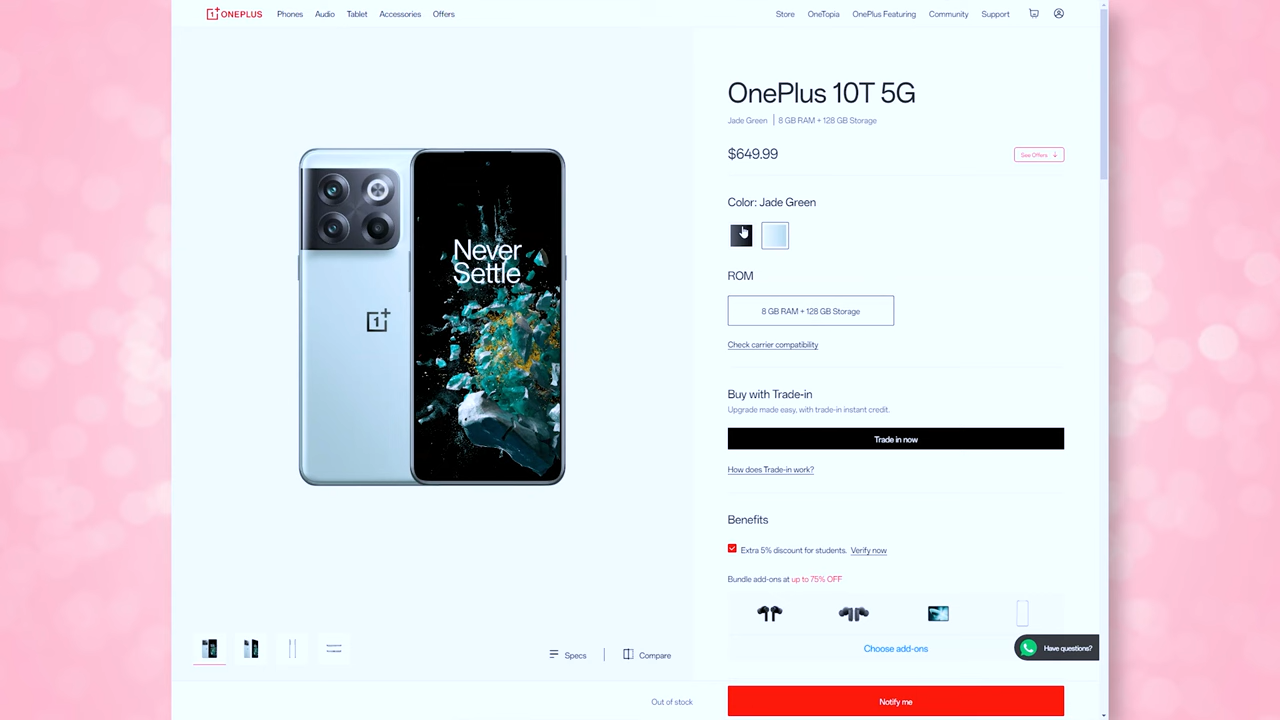 ONEPLUS Phones Audio Tablet Accessories Offers Store OneTopia OnePlus Featuring Community Support
OnePlus 10T 5G
Jade Green 8 GB RAM + 128 GB Storage
$649.99 See Offers ↓
Color: Jade Green
Never
Settle
ROM
8 GB RAM + 128 GB Storage
Check carrier compatibility
Buy with Trade-in
Upgrade made easy, with trade-in instant credit.
Trade in now
How does Trade-in work?
Benefits
Extra 5% discount for students. Verify now
Bundle add-ons at up to 75% OFF
Choose add-ons
Have questions?
Specs Compare
Out of stock Notify me